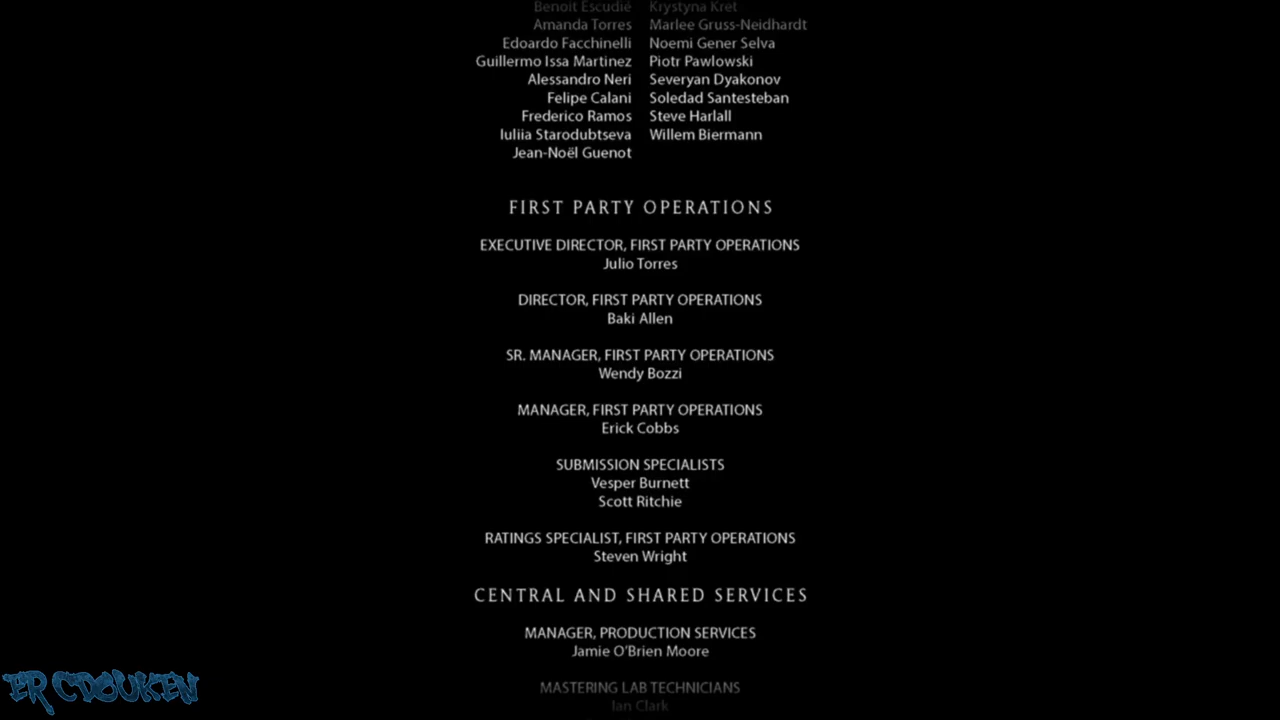 Benoit Escudié Krystyna Kret
Amanda Torres Marlee Gruss-Neidhardt
Edoardo Facchinelli Noemi Gener Selva
Guillermo Issa Martinez Piotr Pawlowski
Alessandro Neri Severyan Dyakonov
Felipe Calani Soledad Santesteban
Frederico Ramos Steve Harlall
Iuliia Starodubtseva Willem Biermann
Jean-Noël Guenot
FIRST PARTY OPERATIONS
EXECUTIVE DIRECTOR, FIRST PARTY OPERATIONS
Julio Torres
DIRECTOR, FIRST PARTY OPERATIONS
Baki Allen
SR. MANAGER, FIRST PARTY OPERATIONS
Wendy Bozzi
MANAGER, FIRST PARTY OPERATIONS
Erick Cobbs
SUBMISSION SPECIALISTS
Vesper Burnett
Scott Ritchie
RATINGS SPECIALIST, FIRST PARTY OPERATIONS
Steven Wright
CENTRAL AND SHARED SERVICES
MANAGER, PRODUCTION SERVICES
Jamie O'Brien Moore
MASTERING LAB TECHNICIANS
Ian Clark
BR CDOUKEN